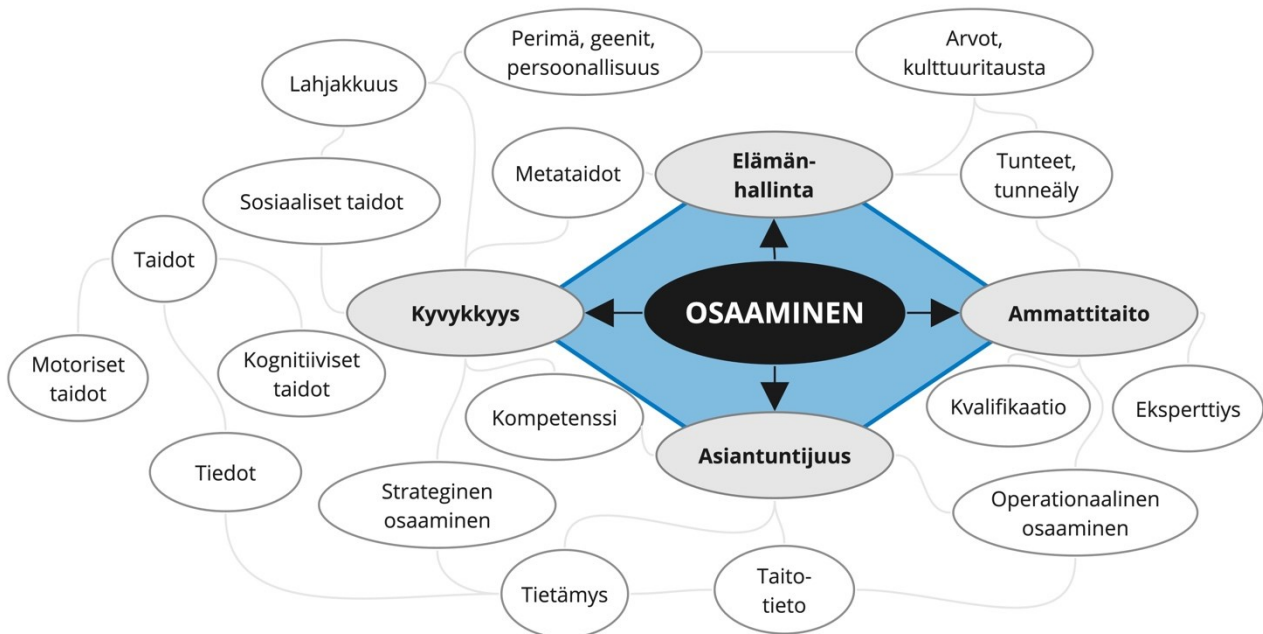 Perimä, geenit,
persoonallisuus
Arvot,
kulttuuritausta
Lahjakkuus
Metataidot
Elämän-
hallinta
Tunteet,
tunneäly
Sosiaaliset taidot
Taidot
Kyvykkyys
OSAAMINEN
Ammattitaito
Motoriset
taidot
Kognitiiviset
taidot
Kompetenssi
Kvalifikaatio
Eksperttiys
Asiantuntijuus
Tiedot
Strateginen
osaaminen
Operationaalinen
osaaminen
Tietämys
Taito-
tieto